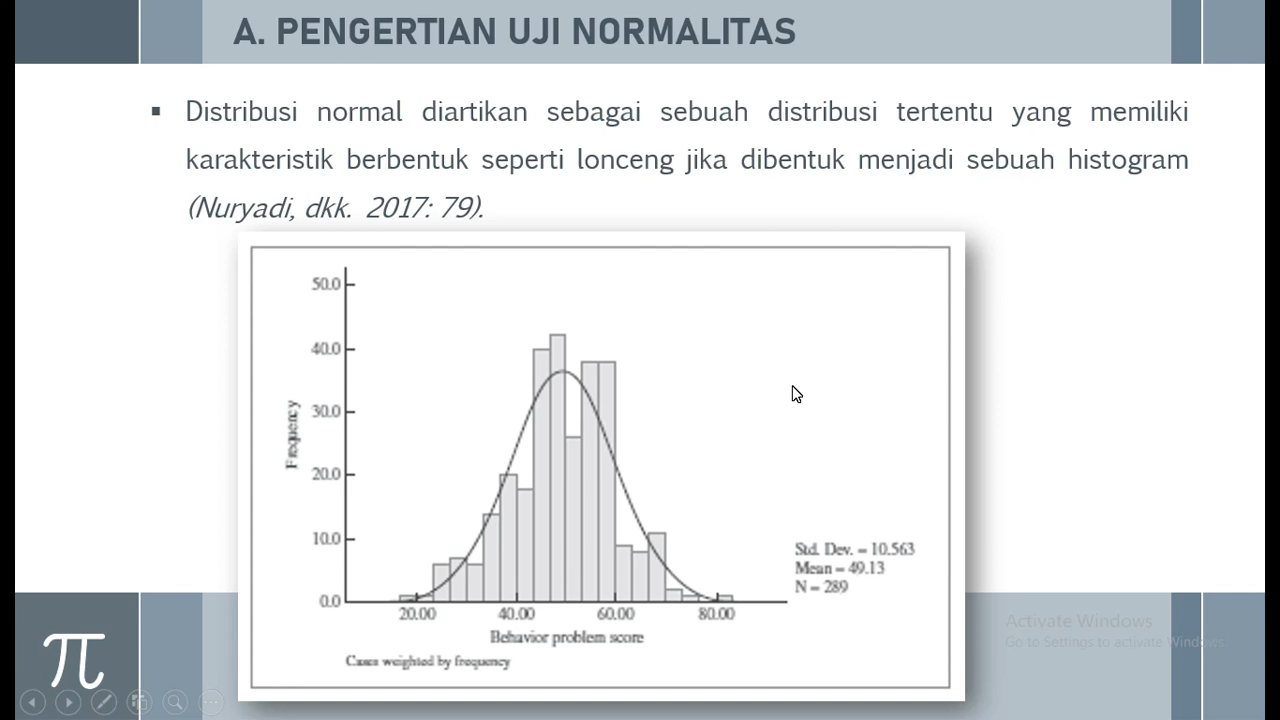 A. PENGERTIAN UJI NORMALITAS
▪ Distribusi normal diartikan sebagai sebuah distribusi tertentu yang memiliki
karakteristik berbentuk seperti lonceng jika dibentuk menjadi sebuah histogram
(Nuryadi, dkk. 2017: 79).
50.0
40.0
30.0
20.0
10.0
0.0
Frequency
20.00 40.00 60.00 80.00
Behavior problem score
Cases weighted by frequency
Std. Dev. = 10.563
Mean = 49.13
N = 289
Activate Windows
Go to Settings to activate Windows
π